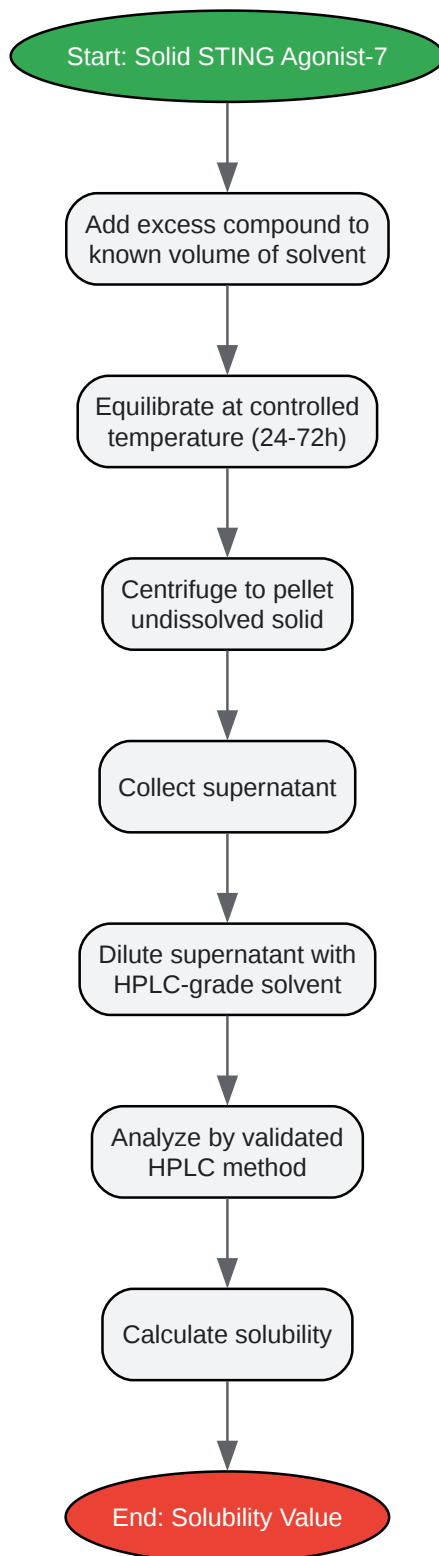 Start: Solid STING Agonist-7
Add excess compound to
known volume of solvent
Equilibrate at controlled
temperature (24-72h)
Centrifuge to pellet
undissolved solid
Collect supernatant
Dilute supernatant with
HPLC-grade solvent
Analyze by validated
HPLC method
Calculate solubility
End: Solubility Value